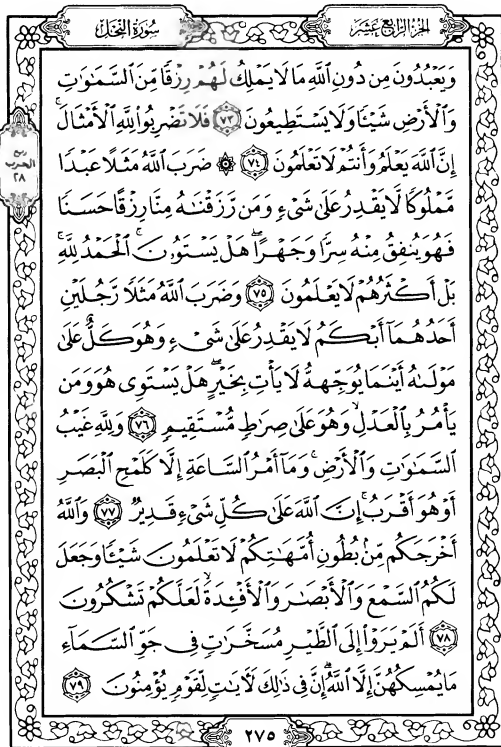 الجزء الرابع عشر
سورة النحل
وَيَعْبُدُونَ مِن دُونِ ٱللَّهِ مَا لَا يَمْلِكُ لَهُمْ رِزْقًا مِّنَ ٱلسَّمَٰوَٰتِ
وَٱلْأَرْضِ شَيْـًٔا وَلَا يَسْتَطِيعُونَ ٧٣ فَلَا تَضْرِبُوا۟ لِلَّهِ ٱلْأَمْثَالَ ۚ
إِنَّ ٱللَّهَ يَعْلَمُ وَأَنتُمْ لَا تَعْلَمُونَ ٧٤ ۞ ضَرَبَ ٱللَّهُ مَثَلًا عَبْدًا
مَّمْلُوكًا لَّا يَقْدِرُ عَلَىٰ شَىْءٍ وَمَن رَّزَقْنَٰهُ مِنَّا رِزْقًا حَسَنًا
فَهُوَ يُنفِقُ مِنْهُ سِرًّا وَجَهْرًا ۖ هَلْ يَسْتَوُۥنَ ۚ ٱلْحَمْدُ لِلَّهِ ۚ
بَلْ أَكْثَرُهُمْ لَا يَعْلَمُونَ ٧٥ وَضَرَبَ ٱللَّهُ مَثَلًا رَّجُلَيْنِ
أَحَدُهُمَآ أَبْكَمُ لَا يَقْدِرُ عَلَىٰ شَىْءٍ وَهُوَ كَلٌّ عَلَىٰ
مَوْلَىٰهُ أَيْنَمَا يُوَجِّههُّ لَا يَأْتِ بِخَيْرٍ ۖ هَلْ يَسْتَوِى هُوَ وَمَن
يَأْمُرُ بِٱلْعَدْلِ ۙ وَهُوَ عَلَىٰ صِرَٰطٍ مُّسْتَقِيمٍ ٧٦ وَلِلَّهِ غَيْبُ
ٱلسَّمَٰوَٰتِ وَٱلْأَرْضِ ۚ وَمَآ أَمْرُ ٱلسَّاعَةِ إِلَّا كَلَمْحِ ٱلْبَصَرِ
أَوْ هُوَ أَقْرَبُ ۚ إِنَّ ٱللَّهَ عَلَىٰ كُلِّ شَىْءٍ قَدِيرٌ ٧٧ وَٱللَّهُ
أَخْرَجَكُم مِّنۢ بُطُونِ أُمَّهَٰتِكُمْ لَا تَعْلَمُونَ شَيْـًٔا وَجَعَلَ
لَكُمُ ٱلسَّمْعَ وَٱلْأَبْصَٰرَ وَٱلْأَفْـِٔدَةَ ۙ لَعَلَّكُمْ تَشْكُرُونَ
٧٨ أَلَمْ يَرَوْا۟ إِلَى ٱلطَّيْرِ مُسَخَّرَٰتٍ فِى جَوِّ ٱلسَّمَآءِ
مَا يُمْسِكُهُنَّ إِلَّا ٱللَّهُ ۗ إِنَّ فِى ذَٰلِكَ لَءَايَٰتٍ لِّقَوْمٍ يُؤْمِنُونَ ٧٩
ربع
الحزب
٢٨
٢٧٥